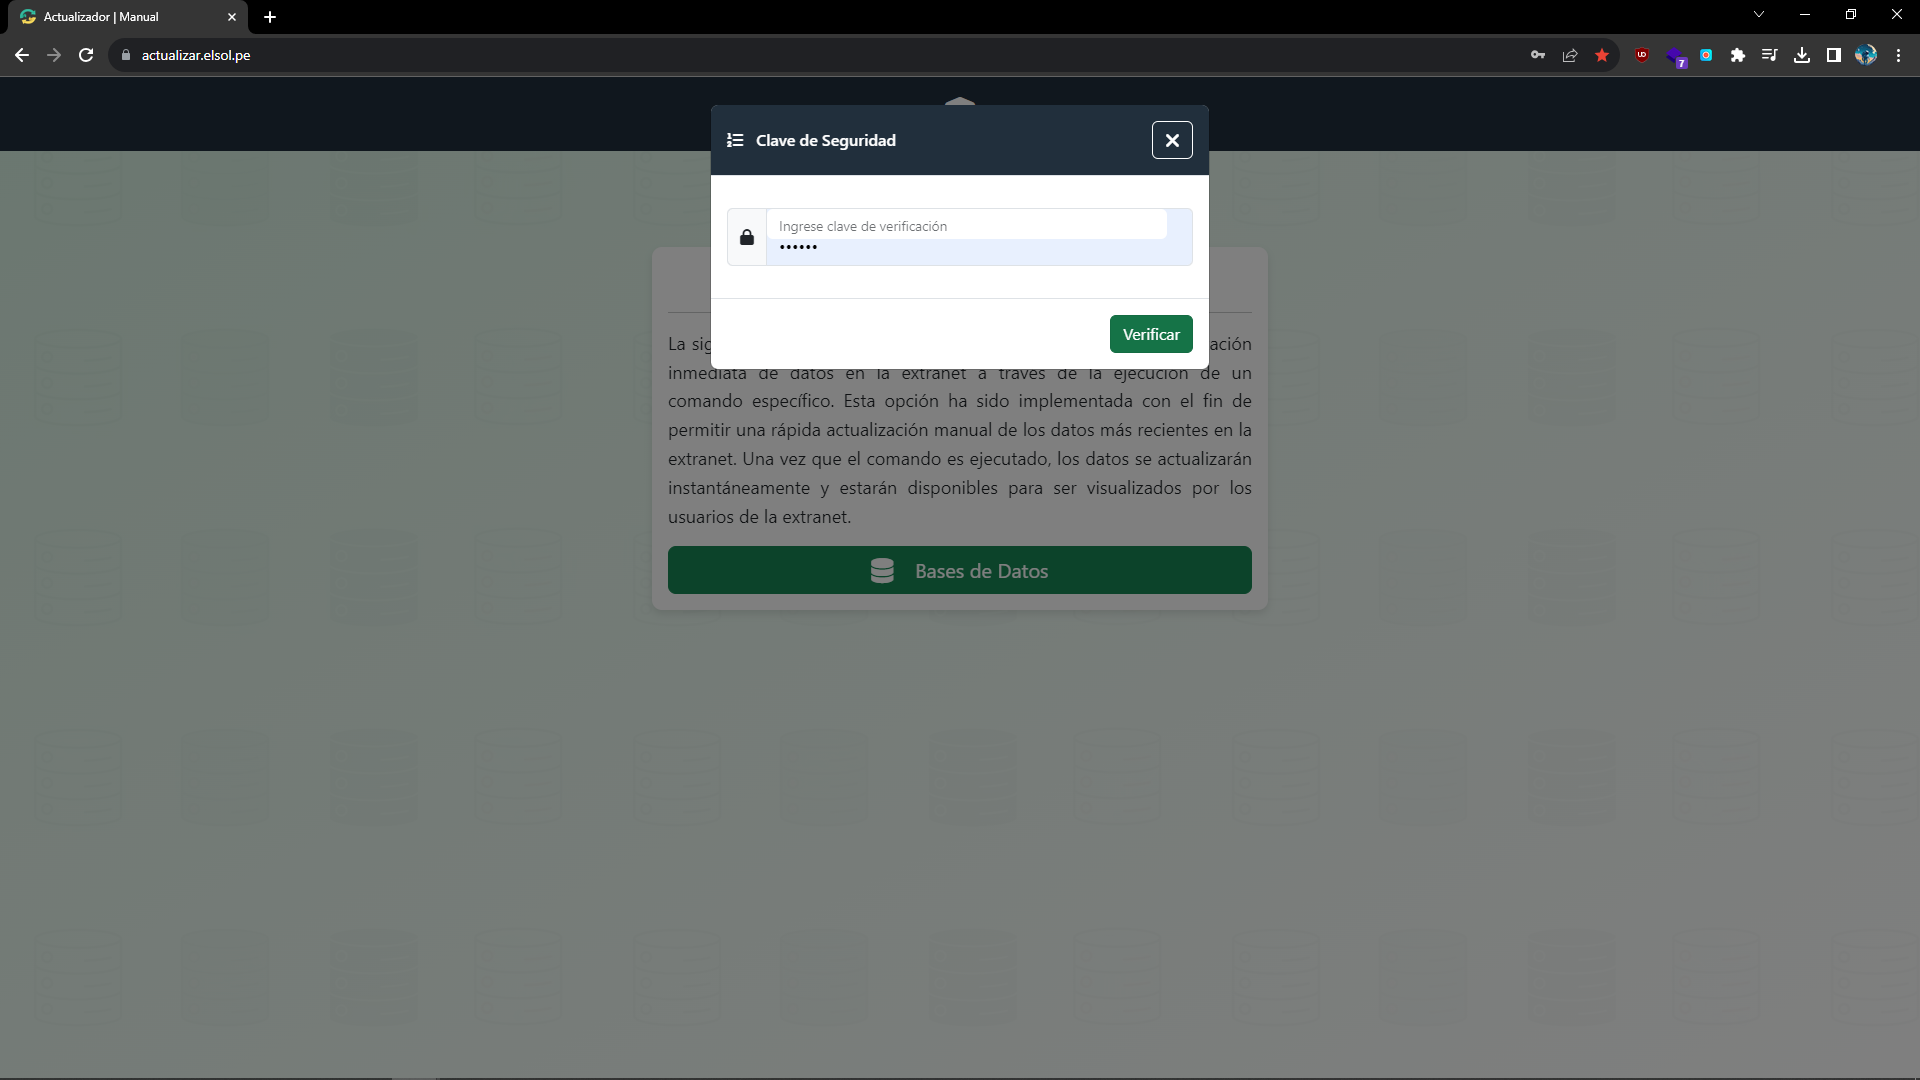 Actualizador | Manual
actualizar.elsol.pe
7
Clave de Seguridad
Ingrese clave de verificación
••••••
Verificar
La sig ación
inmediata de datos en la extranet a través de la ejecución de un
comando específico. Esta opción ha sido implementada con el fin de
permitir una rápida actualización manual de los datos más recientes en la
extranet. Una vez que el comando es ejecutado, los datos se actualizarán
instantáneamente y estarán disponibles para ser visualizados por los
usuarios de la extranet.
Bases de Datos